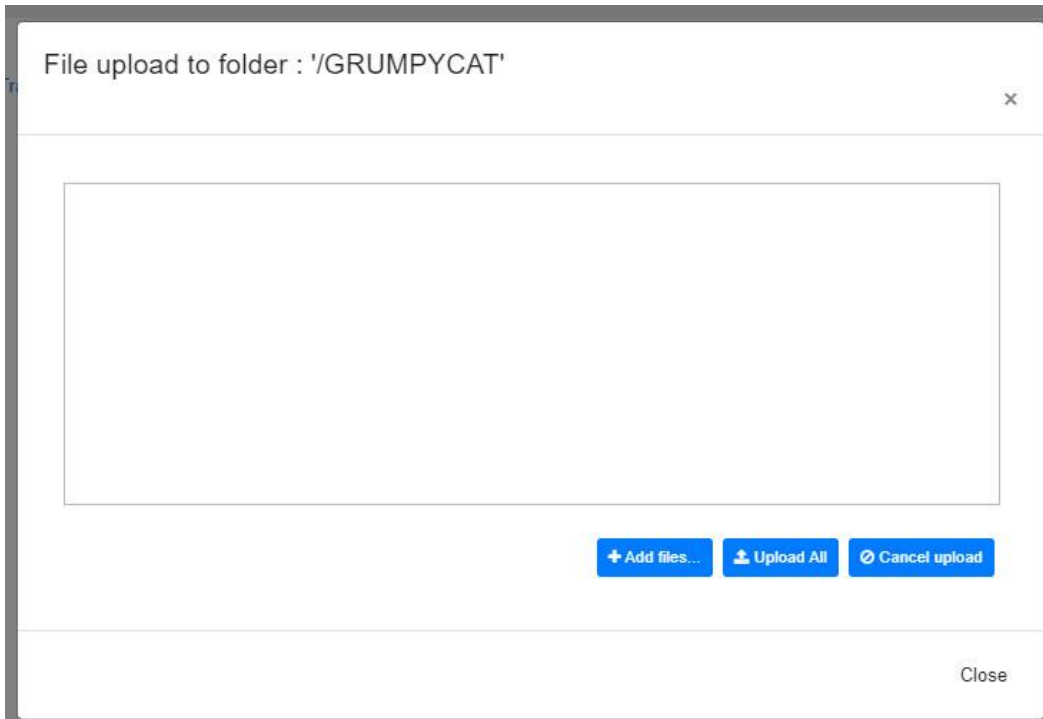 File upload to folder : '/GRUMPYCAT'
×
Add files...
Upload All
Cancel upload
Close